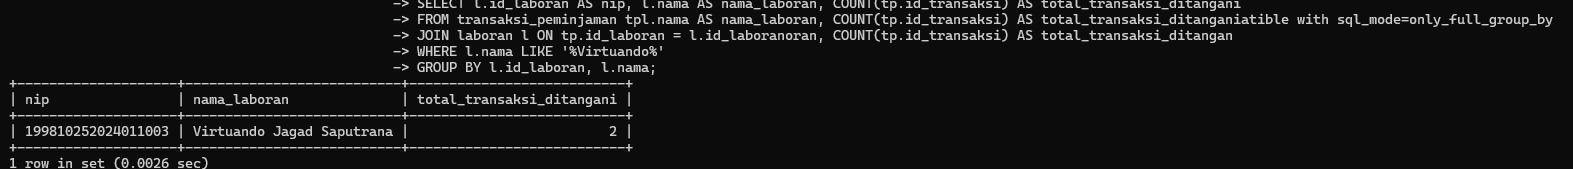 -> SELECT l.id_laboran AS nip, l.nama AS nama_laboran, COUNT(tp.id_transaksi) AS total_transaksi_ditangani
-> FROM transaksi_peminjaman tpl.nama AS nama_laboran, COUNT(tp.id_transaksi) AS total_transaksi_ditanganiatible with sql_mode=only_full_group_by
-> JOIN laboran l ON tp.id_laboran = l.id_laboranoran, COUNT(tp.id_transaksi) AS total_transaksi_ditangan
-> WHERE l.nama LIKE '%Virtuando%'
-> GROUP BY l.id_laboran, l.nama;
+--------------------+---------------------------+---------------------------+
| nip | nama_laboran | total_transaksi_ditangani |
+--------------------+---------------------------+---------------------------+
| 199810252024011003 | Virtuando Jagad Saputrana | 2 |
+--------------------+---------------------------+---------------------------+
1 row in set (0.0026 sec)